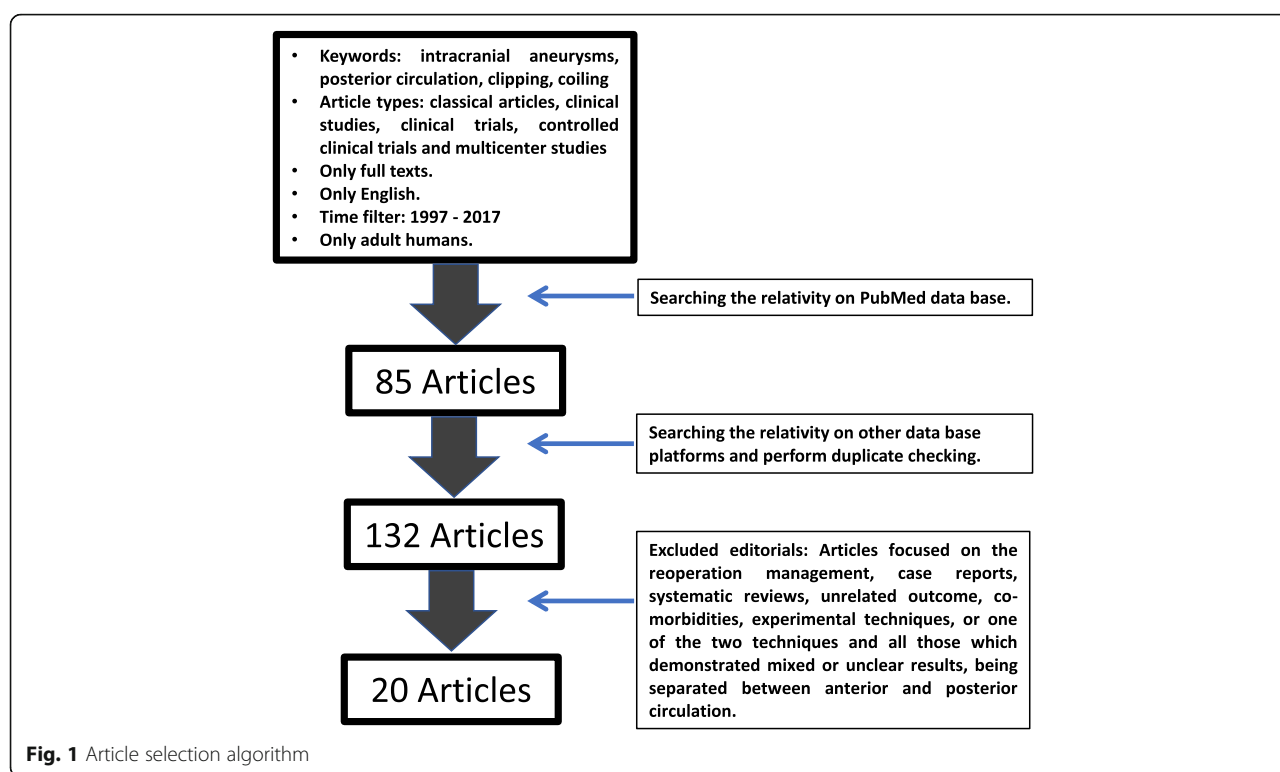 • Keywords: intracranial aneurysms,
posterior circulation, clipping, coiling
• Article types: classical articles, clinical
studies, clinical trials, controlled
clinical trials and multicenter studies
• Only full texts.
• Only English.
• Time filter: 1997 - 2017
• Only adult humans.
Searching the relativity on PubMed data base.
85 Articles
Searching the relativity on other data base
platforms and perform duplicate checking.
132 Articles
Excluded editorials: Articles focused on the
reoperation management, case reports,
systematic reviews, unrelated outcome, co-
morbidities, experimental techniques, or one
of the two techniques and all those which
demonstrated mixed or unclear results, being
separated between anterior and posterior
circulation.
20 Articles
Fig. 1 Article selection algorithm